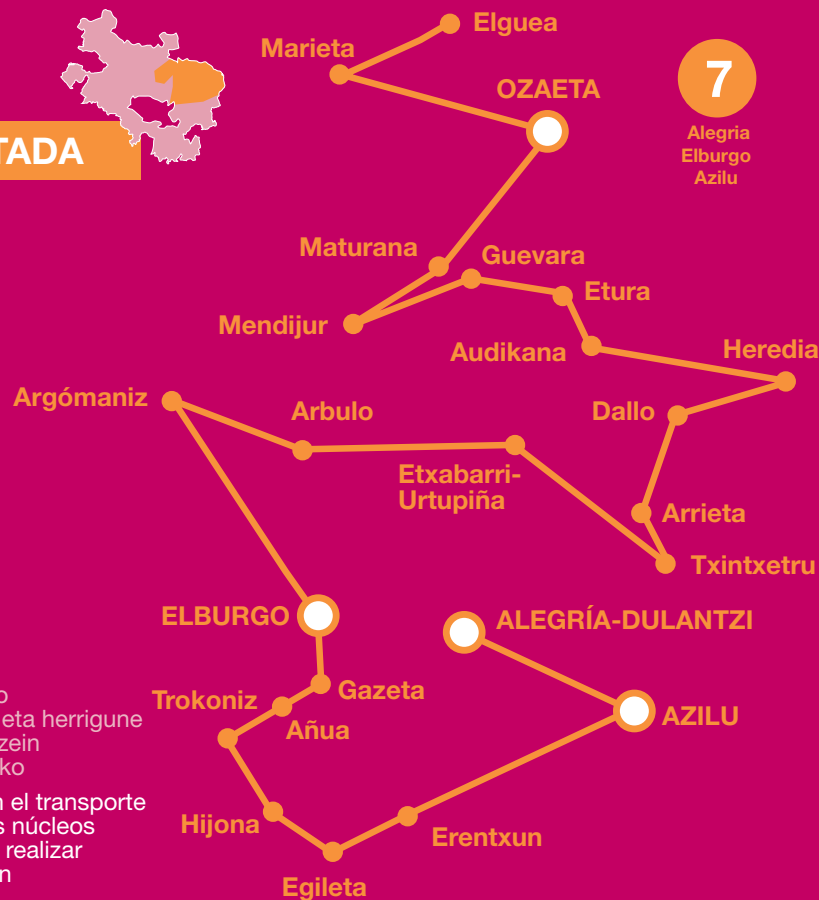 Elguea
Marieta
OZAETA
7
Alegria
Elburgo
Azilu
TADA
Maturana
Guevara
Etura
Mendijur
Audikana
Heredia
Argómaniz
Arbulo
Dallo
Etxabarri-
Urtupiña
Arrieta
Txintxetru
ELBURGO
ALEGRÍA-DULANTZI
Gazeta
Trokoniz
Añua
AZILU
Hijona
Erentxun
Egileta
o
eta herrigune
zein
ko
n el transporte
s núcleos
realizar
n